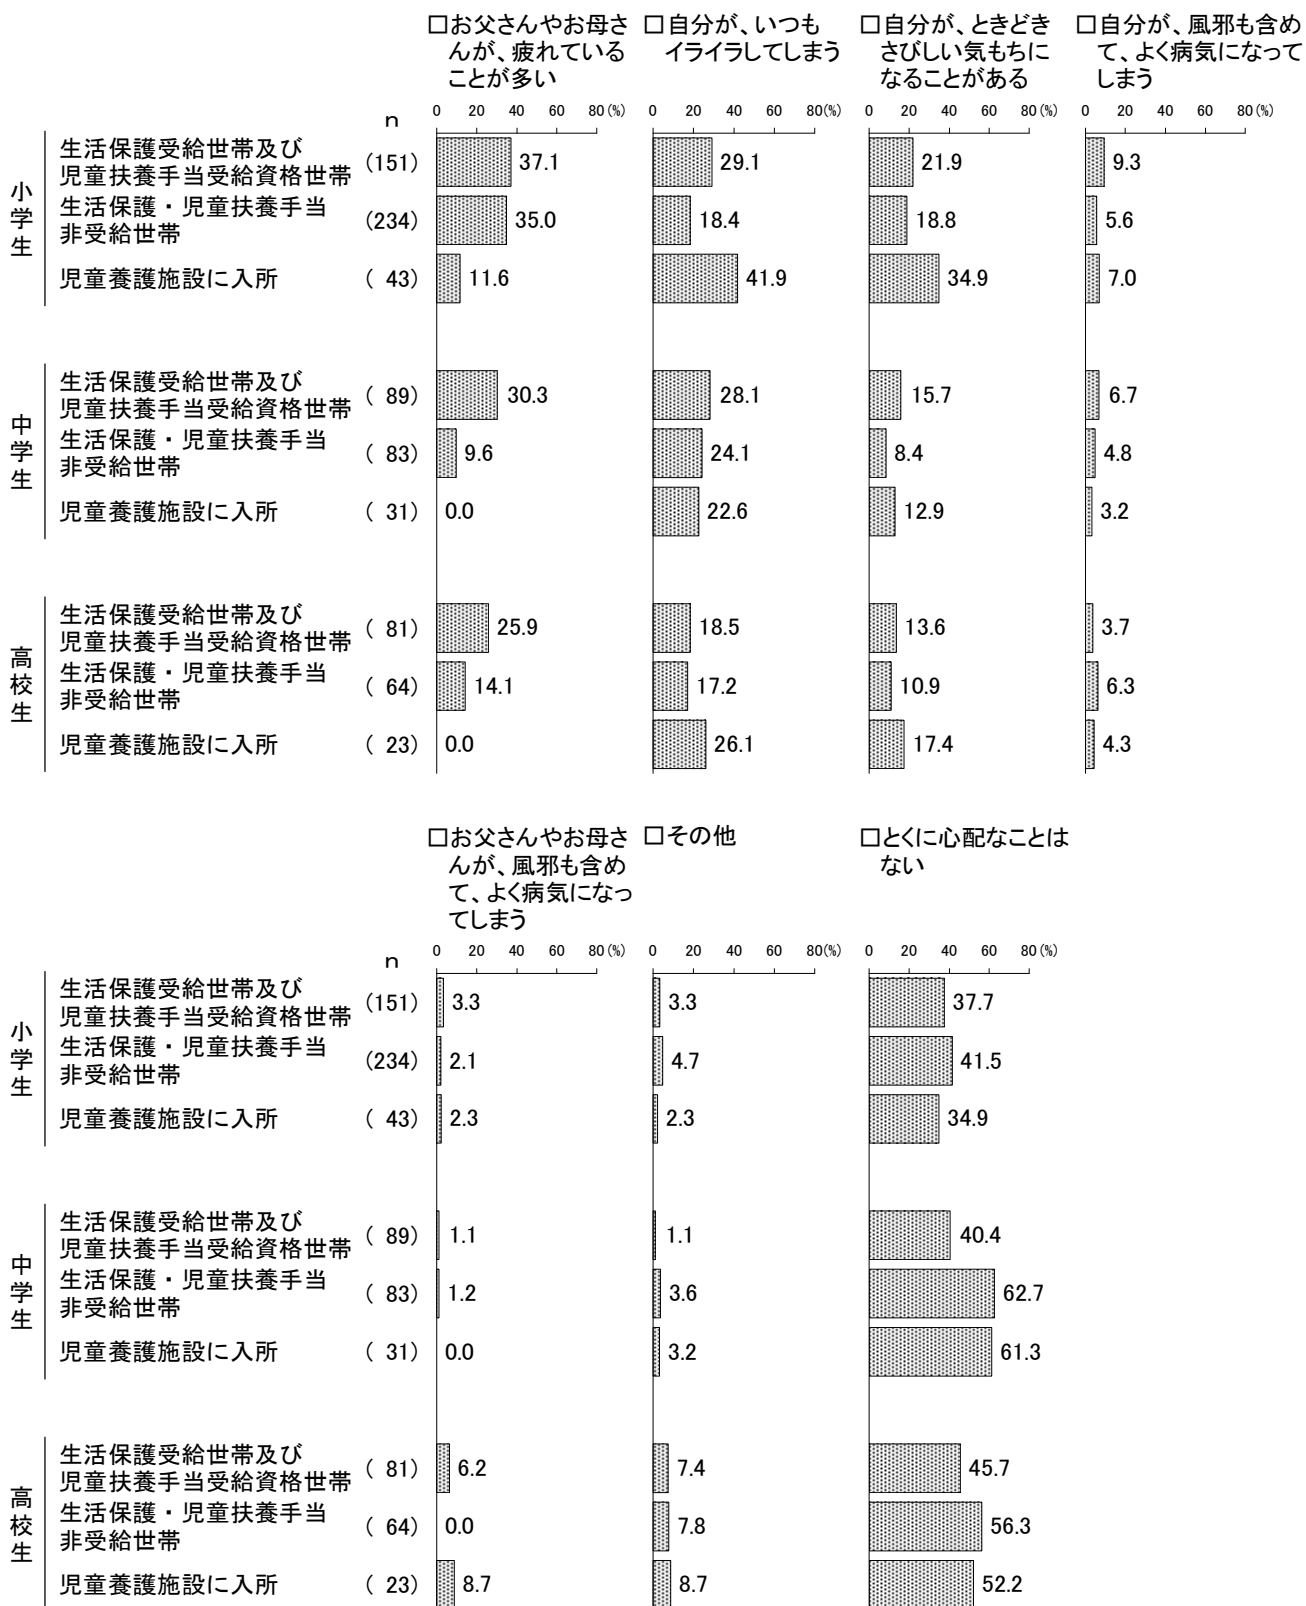 □お父さんやお母さ
んが、疲れている
ことが多い
□自分が、いつも
イライラしてしまう
□自分が、ときどき
さびしい気もちに
なることがある
□自分が、風邪も含め
て、よく病気になって
しまう
n
0 20 40 60 80(%)
0 20 40 60 80(%)
0 20 40 60 80(%)
0 20 40 60 80(%)
小学生
生活保護受給世帯及び
児童扶養手当受給資格世帯
(151) 37.1 29.1 21.9 9.3
生活保護・児童扶養手当
非受給世帯
(234) 35.0 18.4 18.8 5.6
児童養護施設に入所 ( 43) 11.6 41.9 34.9 7.0
中学生
生活保護受給世帯及び
児童扶養手当受給資格世帯
( 89) 30.3 28.1 15.7 6.7
生活保護・児童扶養手当
非受給世帯
( 83) 9.6 24.1 8.4 4.8
児童養護施設に入所 ( 31) 0.0 22.6 12.9 3.2
高校生
生活保護受給世帯及び
児童扶養手当受給資格世帯
( 81) 25.9 18.5 13.6 3.7
生活保護・児童扶養手当
非受給世帯
( 64) 14.1 17.2 10.9 6.3
児童養護施設に入所 ( 23) 0.0 26.1 17.4 4.3
□お父さんやお母さ
んが、風邪も含め
て、よく病気になっ
てしまう
□その他
□とくに心配なことは
ない
n
0 20 40 60 80(%)
0 20 40 60 80(%)
0 20 40 60 80(%)
小学生
生活保護受給世帯及び
児童扶養手当受給資格世帯
(151) 3.3 3.3 37.7
生活保護・児童扶養手当
非受給世帯
(234) 2.1 4.7 41.5
児童養護施設に入所 ( 43) 2.3 2.3 34.9
中学生
生活保護受給世帯及び
児童扶養手当受給資格世帯
( 89) 1.1 1.1 40.4
生活保護・児童扶養手当
非受給世帯
( 83) 1.2 3.6 62.7
児童養護施設に入所 ( 31) 0.0 3.2 61.3
高校生
生活保護受給世帯及び
児童扶養手当受給資格世帯
( 81) 6.2 7.4 45.7
生活保護・児童扶養手当
非受給世帯
( 64) 0.0 7.8 56.3
児童養護施設に入所 ( 23) 8.7 8.7 52.2